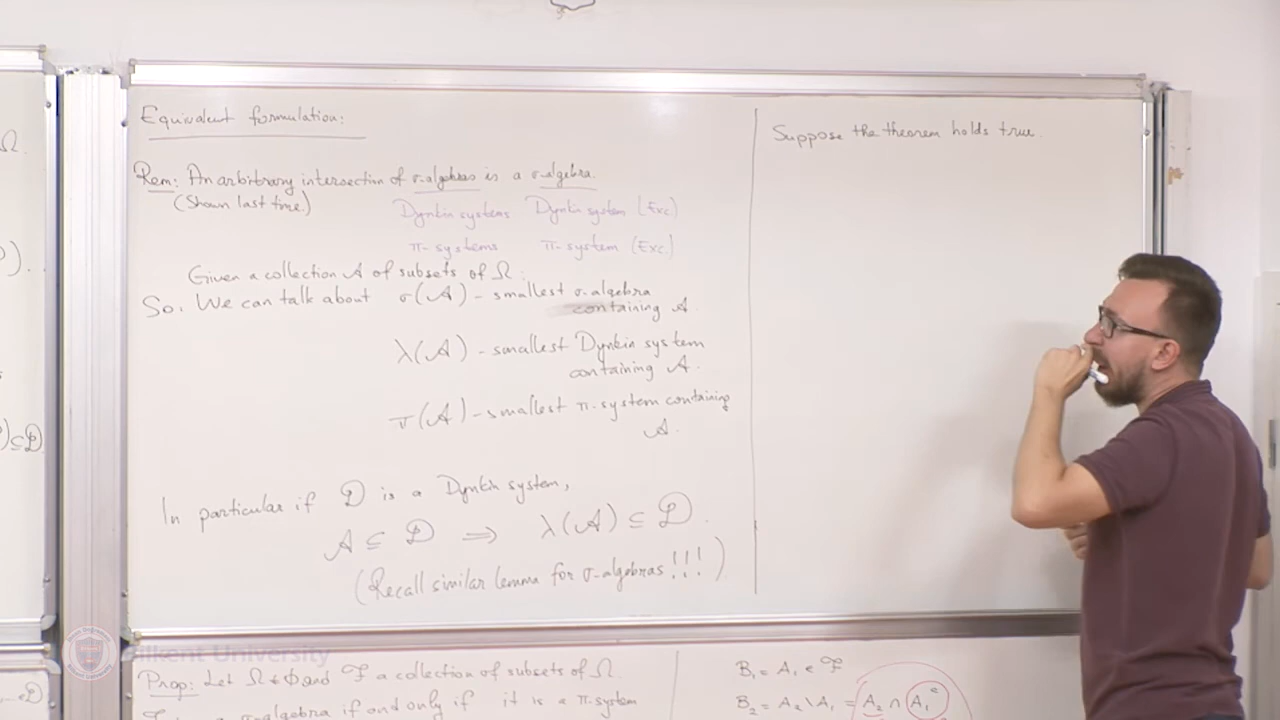 Equivalent formulation:
Rem: An arbitrary intersection of σ-algebras is a σ-algebra.
(Shown last time.)
Dynkin systems Dynkin system (Exc)
π-systems π-system (Exc.)
Given a collection 𝒜 of subsets of Ω:
So, We can talk about σ(𝒜) - smallest σ-algebra
containing 𝒜.
λ(𝒜) - smallest Dynkin system
containing 𝒜.
π(𝒜) - smallest π-system containing
𝒜.
In particular if 𝒟 is a Dynkin system,
𝒜 ⊆ 𝒟 ⇒ λ(𝒜) ⊆ 𝒟.
(Recall similar lemma for σ-algebras !!!)
Suppose the theorem holds true.
Ω.
).
)⊆𝒟
Bilkent University
Prop: Let Ω ≠ ∅ and ℱ a collection of subsets of Ω.
σ-algebra if and only if it is a π-system
B₁ = A₁ ∈ ℱ
B₂ = A₂ \ A₁ = A₂ ∩ A₁ᶜ